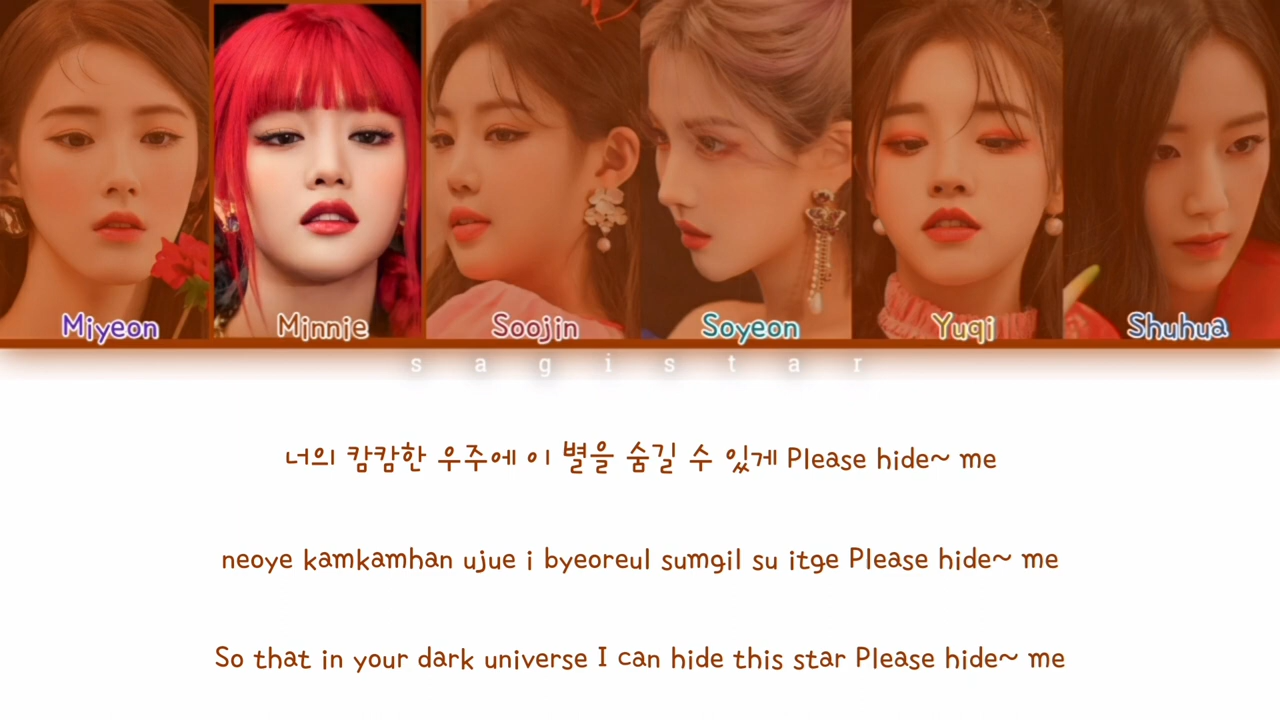 Miyeon Minnie Soojin Soyeon Yuqi Shuhua
s a g i s t a r
너의 캄캄한 우주에 이 별을 숨길 수 있게 Please hide~ me
neoye kamkamhan ujue i byeoreul sumgil su itge Please hide~ me
So that in your dark universe I can hide this star Please hide~ me